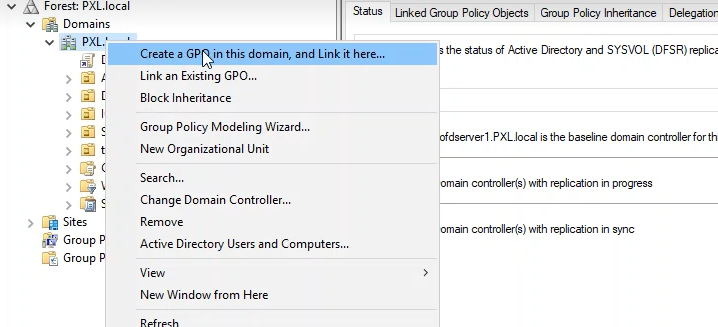 Forest: PXL.local
Domains
PXL.
Sites
Group P
Group P
Create a GPO in this domain, and Link it here...
Link an Existing GPO...
Block Inheritance
Group Policy Modeling Wizard...
New Organizational Unit
Search...
Change Domain Controller...
Remove
Active Directory Users and Computers...
View
New Window from Here
Refresh
Status
Linked Group Policy Objects
Group Policy Inheritance
Delegation
s the status of Active Directory and SYSVOL (DFSR) replica
ofdserver1.PXL.local is the baseline domain controller for th
omain controller(s) with replication in progress
omain controller(s) with replication in sync